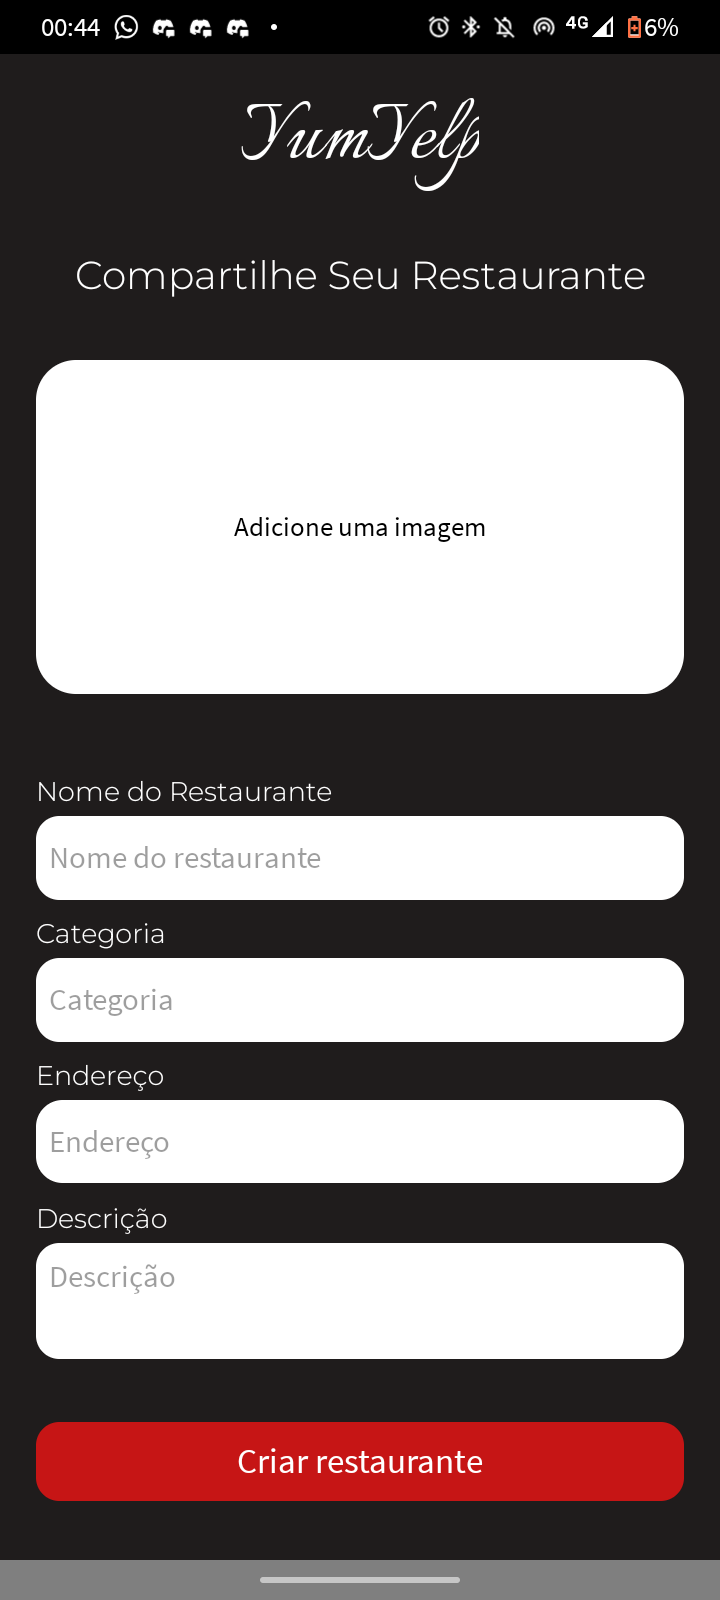 00:44 4G 6%
YumYelp
Compartilhe Seu Restaurante
Adicione uma imagem
Nome do Restaurante
Nome do restaurante
Categoria
Categoria
Endereço
Endereço
Descrição
Descrição
Criar restaurante